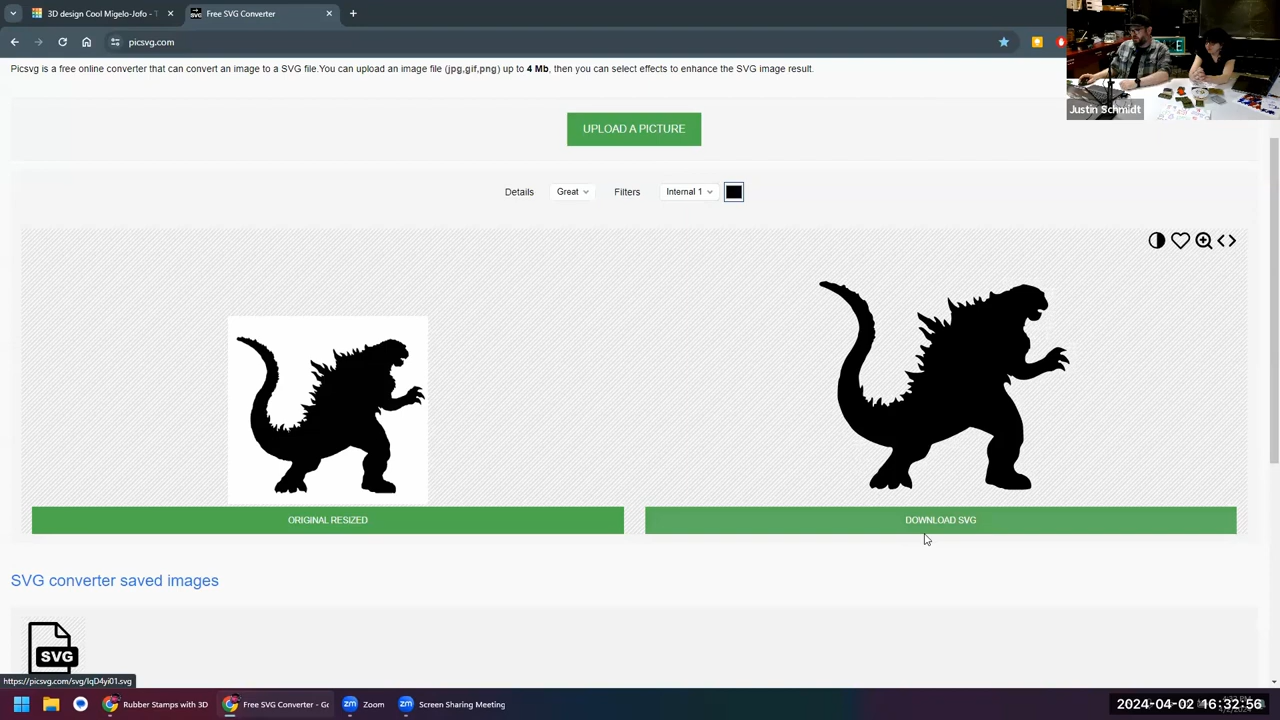 3D design Cool Migelo-Jofo - T
Free SVG Converter
picsvg.com
Picsvg is a free online converter that can convert an image to a SVG file.You can upload an image file (jpg,gif,png) up to 4 Mb, then you can select effects to enhance the SVG image result.
Justin Schmidt
UPLOAD A PICTURE
Details Great Filters Internal 1
ORIGINAL RESIZED
DOWNLOAD SVG
SVG converter saved images
SVG
https://picsvg.com/svg/lqD4yi01.svg
Rubber Stamps with 3D
Free SVG Converter - Go
Zoom
Screen Sharing Meeting
2024-04-02 16:32:56